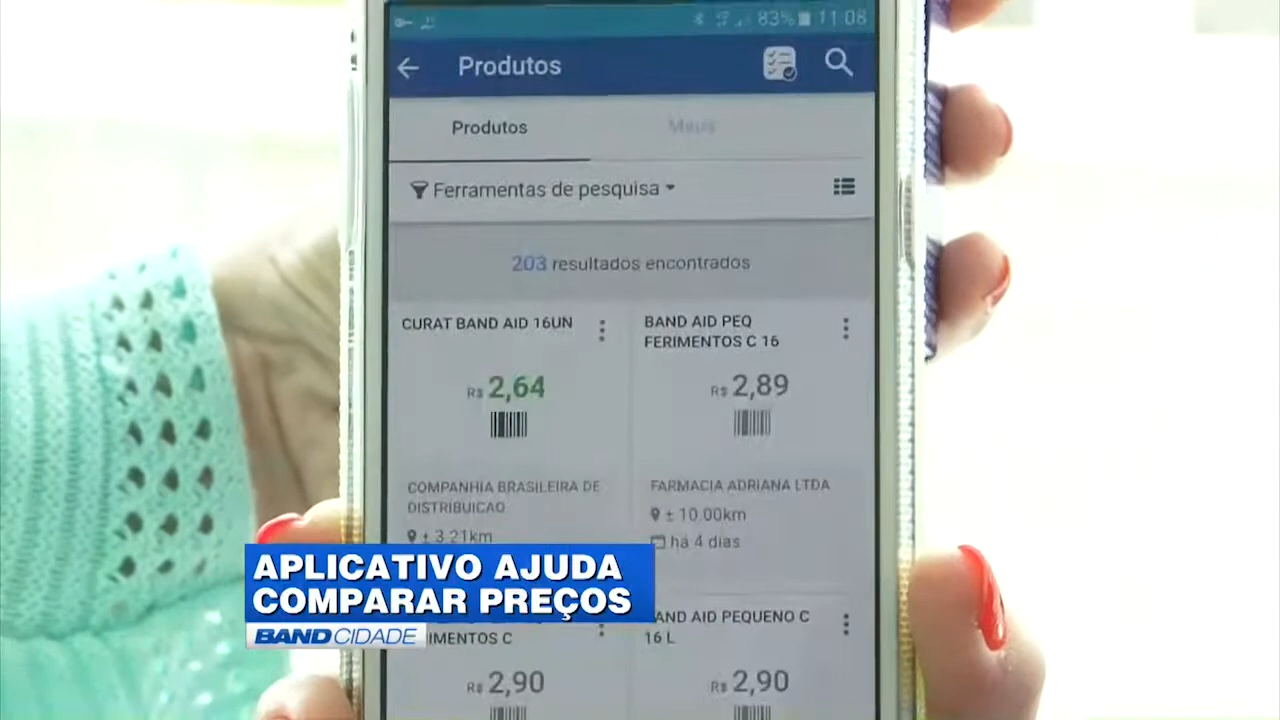 83% 11:08
Produtos
Produtos
Meus
Ferramentas de pesquisa
203 resultados encontrados
CURAT BAND AID 16UN
R$ 2,64
COMPANHIA BRASILEIRA DE
DISTRIBUICAO
± 3.21km
BAND AID PEQ
FERIMENTOS C 16
R$ 2,89
FARMACIA ADRIANA LTDA
± 10.00km
há 4 dias
IMENTOS C
R$ 2,90
AND AID PEQUENO C
16 L
R$ 2,90
APLICATIVO AJUDA
COMPARAR PREÇOS
BAND CIDADE